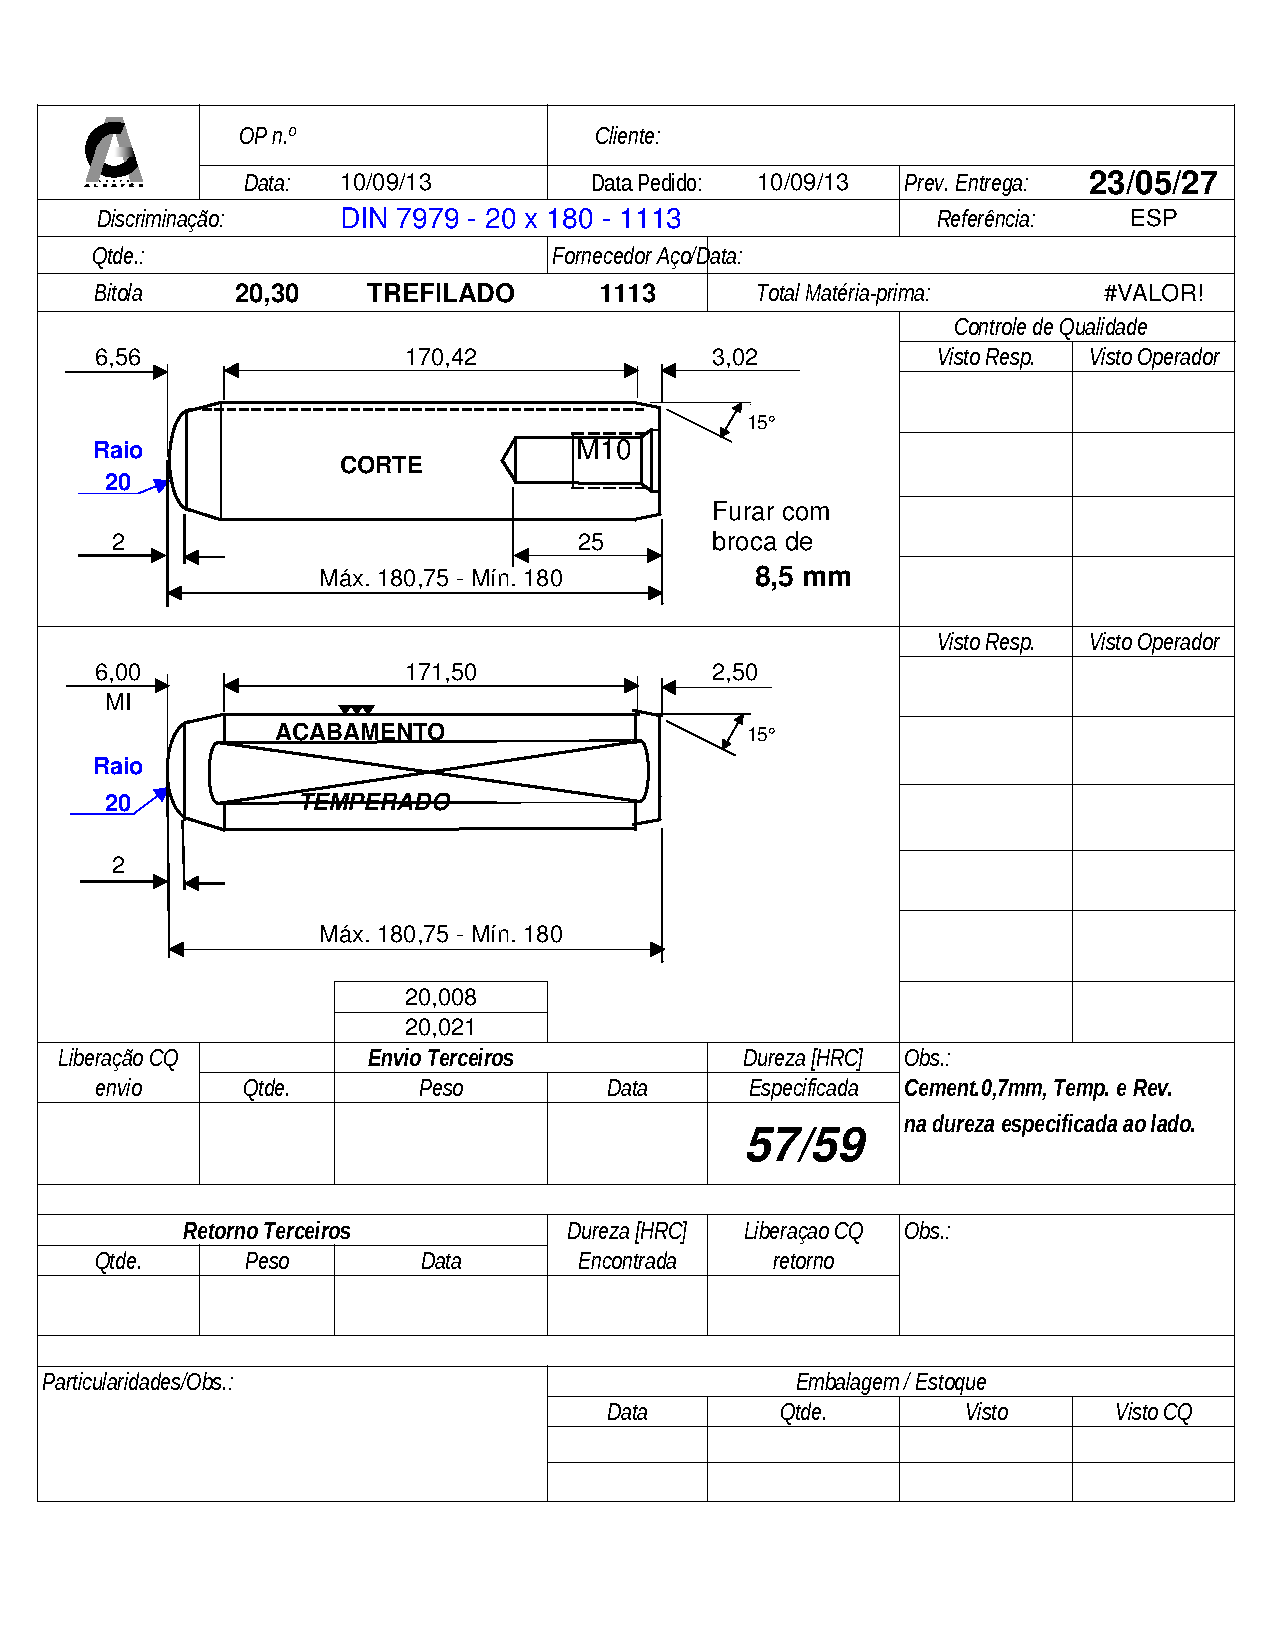 OP n.º Cliente:
Data: 10/09/13 Data Pedido: 10/09/13 Prev. Entrega: 23/05/27
Discriminação: DIN 7979 - 20 x 180 - 1113 Referência: ESP
Qtde.: Fornecedor Aço/Data:
Bitola 20,30 TREFILADO 1113 Total Matéria-prima: #VALOR!
Controle de Qualidade
6,56 170,42 3,02 Visto Resp. Visto Operador
15°
Raio M10
CORTE
20
Furar com
2 25 broca de
Máx. 180,75 - Mín. 180 8,5 mm
Visto Resp. Visto Operador
6,00 171,50 2,50
MI
ACABAMENTO 15°
Raio
20 TEMPERADO
2
Máx. 180,75 - Mín. 180
20,008
20,021
Liberação CQ Envio Terceiros Dureza [HRC] Obs.:
envio Qtde. Peso Data Especificada Cement.0,7mm, Temp. e Rev.
na dureza especificada ao lado.
57/59
Retorno Terceiros Dureza [HRC] Liberaçao CQ Obs.:
Qtde. Peso Data Encontrada retorno
Particularidades/Obs.: Embalagem / Estoque
Data Qtde. Visto Visto CQ